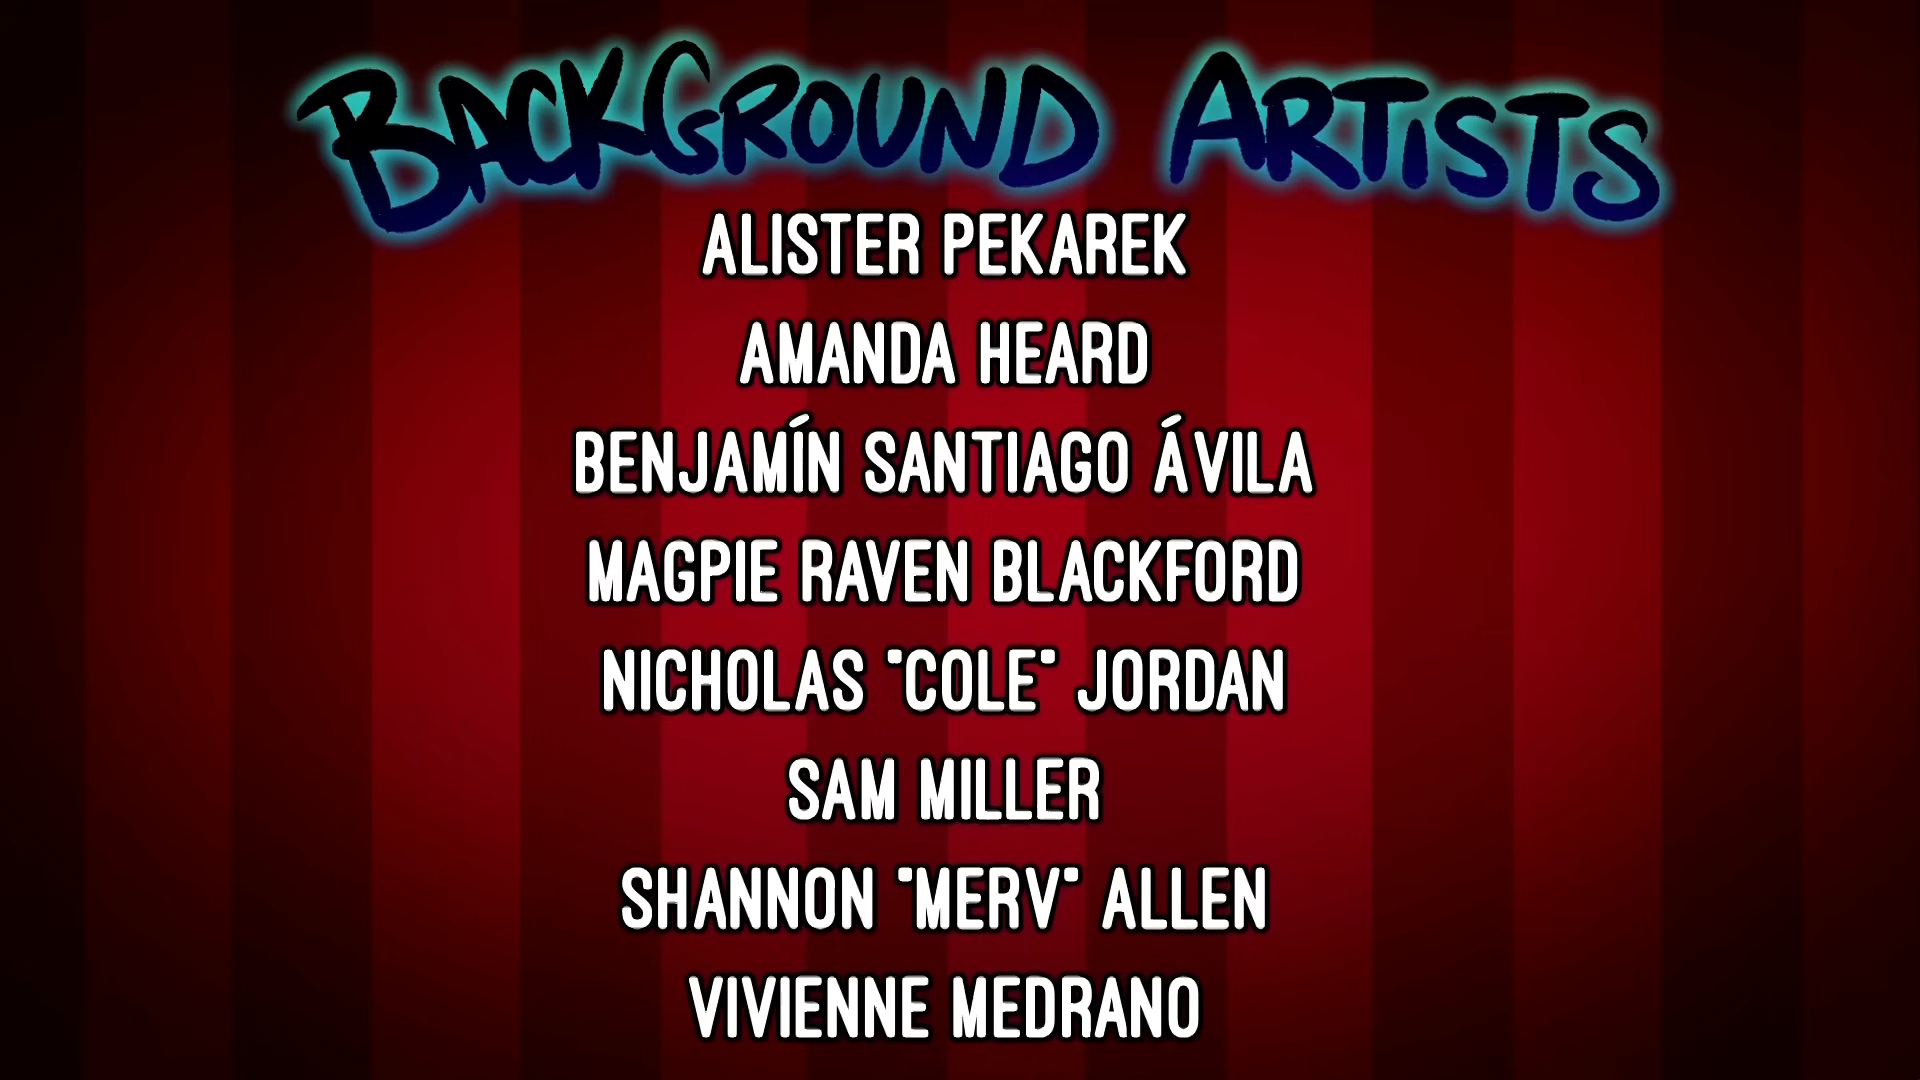 BACKGROUND ARTISTS
ALISTER PEKAREK
AMANDA HEARD
BENJAMÍN SANTIAGO ÁVILA
MAGPIE RAVEN BLACKFORD
NICHOLAS "COLE" JORDAN
SAM MILLER
SHANNON "MERV" ALLEN
VIVIENNE MEDRANO